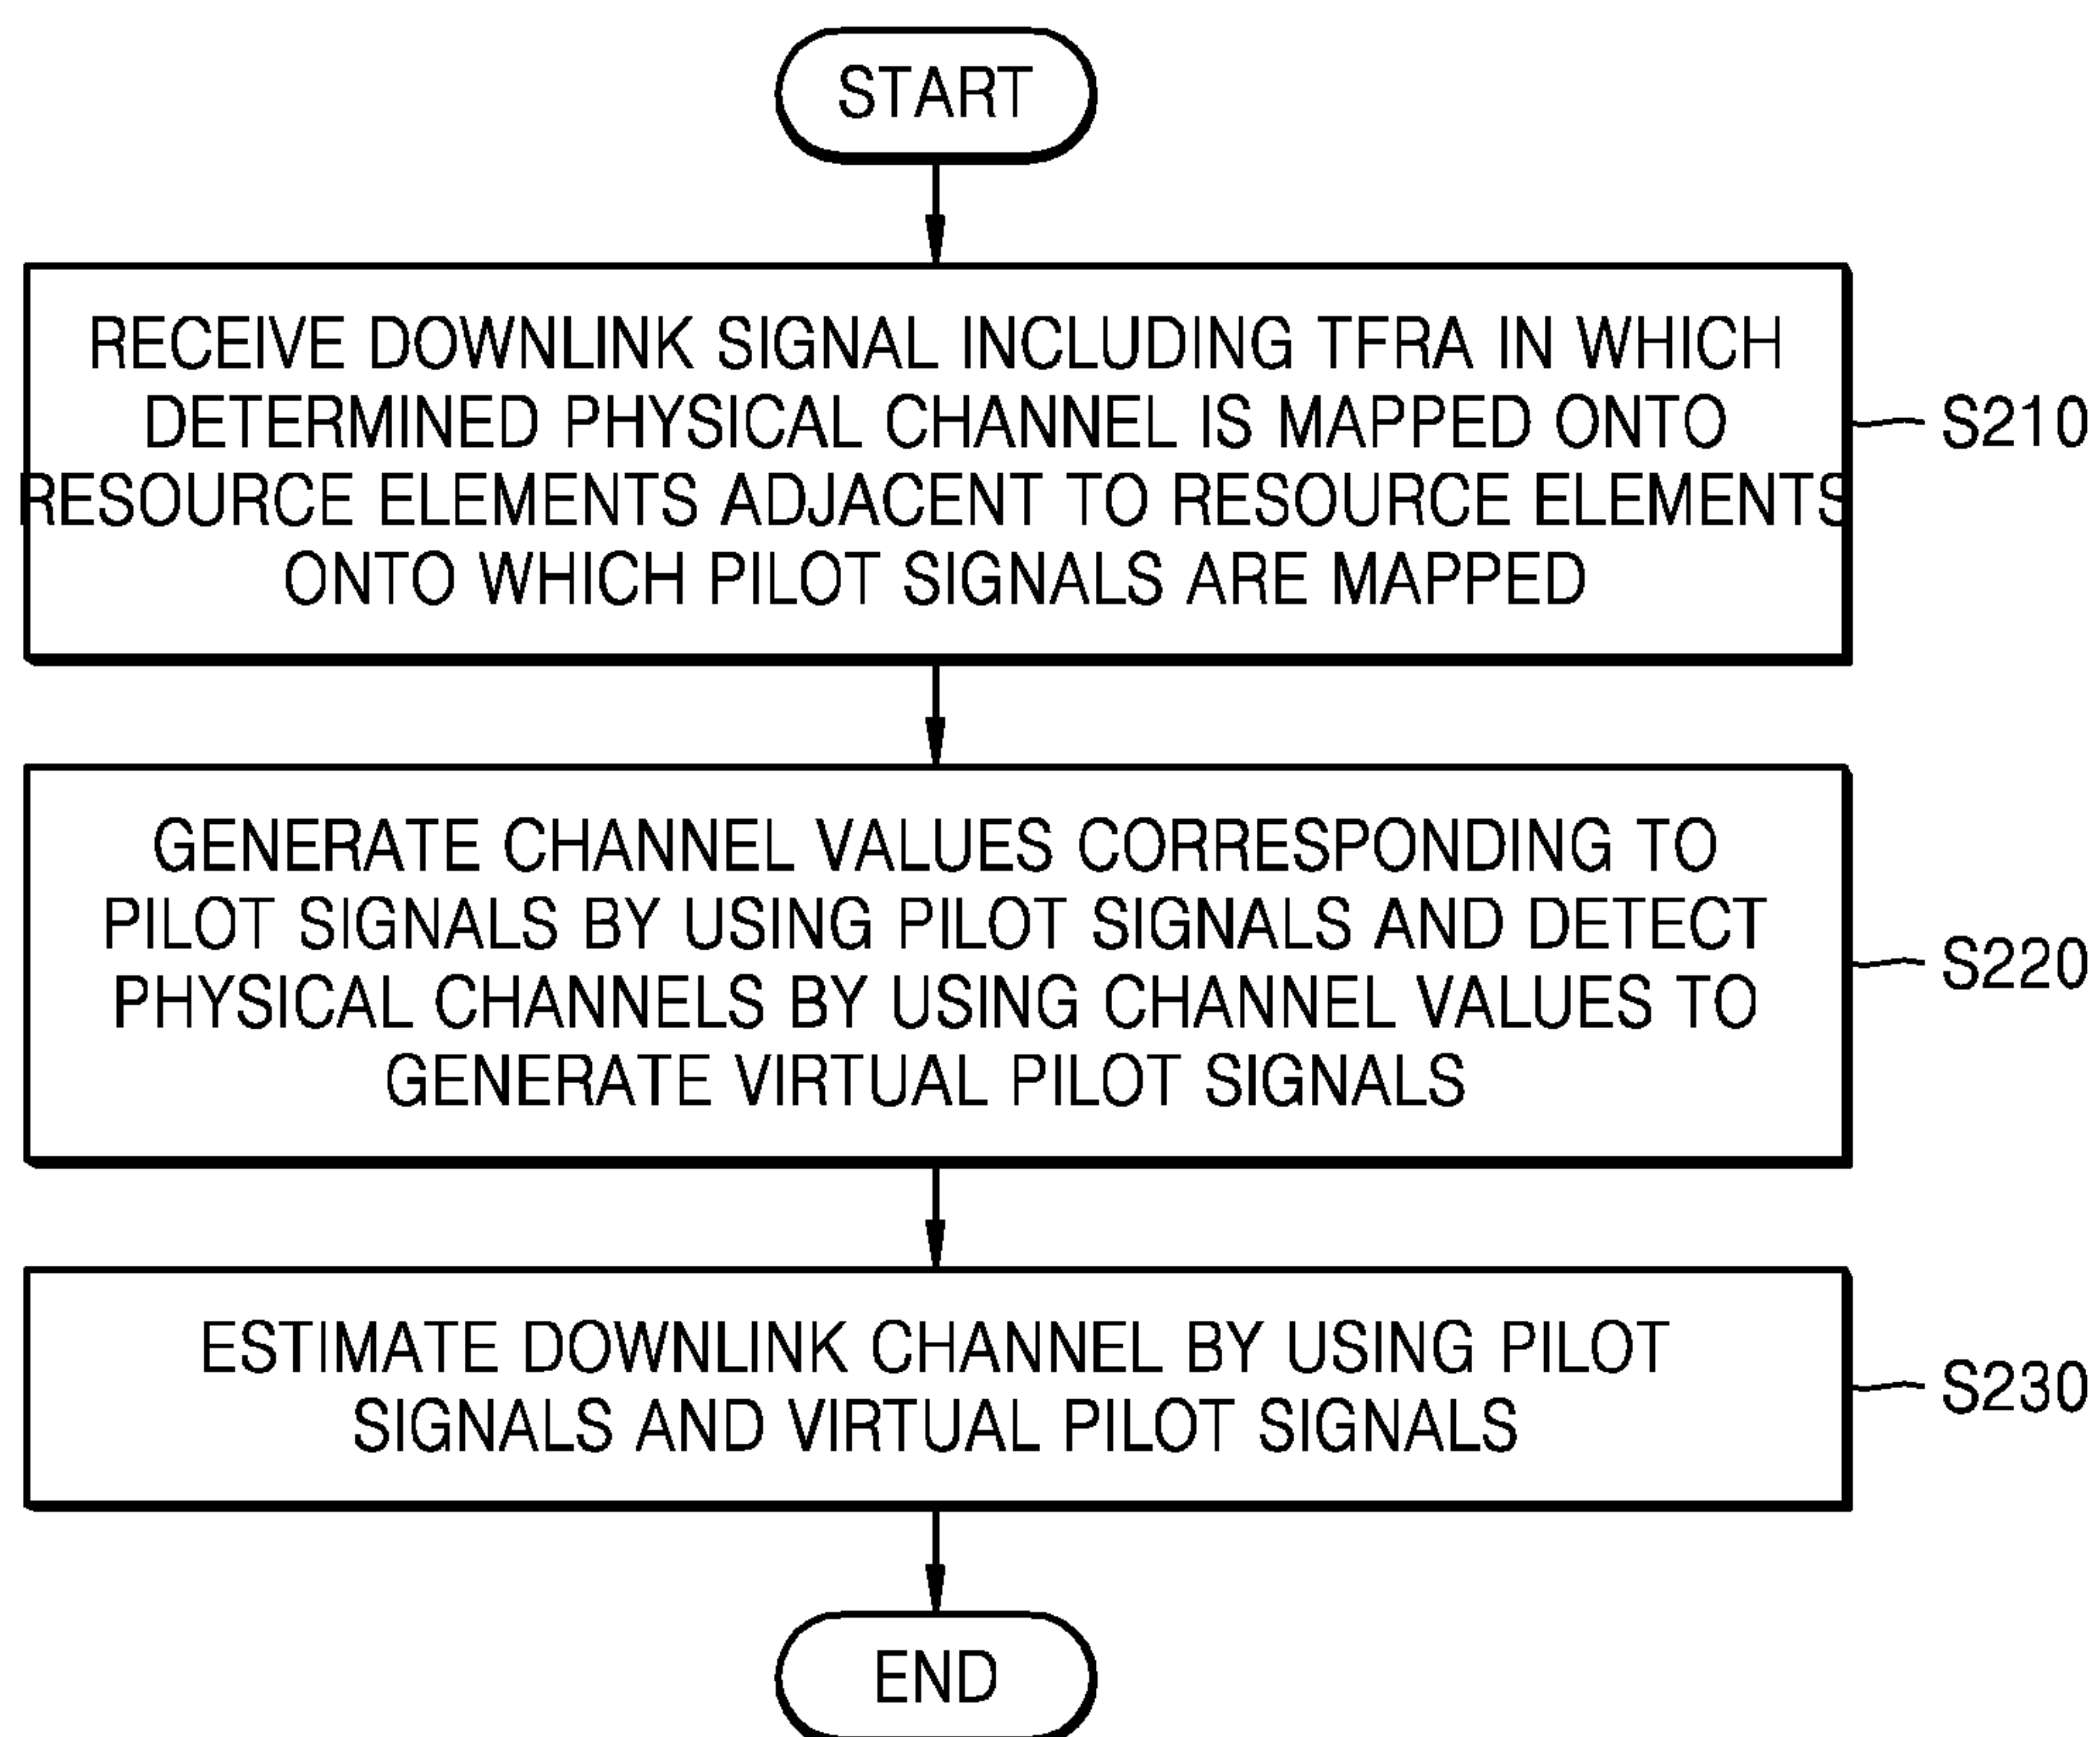 START
RECEIVE DOWNLINK SIGNAL INCLUDING TFRA IN WHICH
DETERMINED PHYSICAL CHANNEL IS MAPPED ONTO
RESOURCE ELEMENTS ADJACENT TO RESOURCE ELEMENTS
ONTO WHICH PILOT SIGNALS ARE MAPPED
S210
GENERATE CHANNEL VALUES CORRESPONDING TO
PILOT SIGNALS BY USING PILOT SIGNALS AND DETECT
PHYSICAL CHANNELS BY USING CHANNEL VALUES TO
GENERATE VIRTUAL PILOT SIGNALS
S220
ESTIMATE DOWNLINK CHANNEL BY USING PILOT
SIGNALS AND VIRTUAL PILOT SIGNALS
S230
END